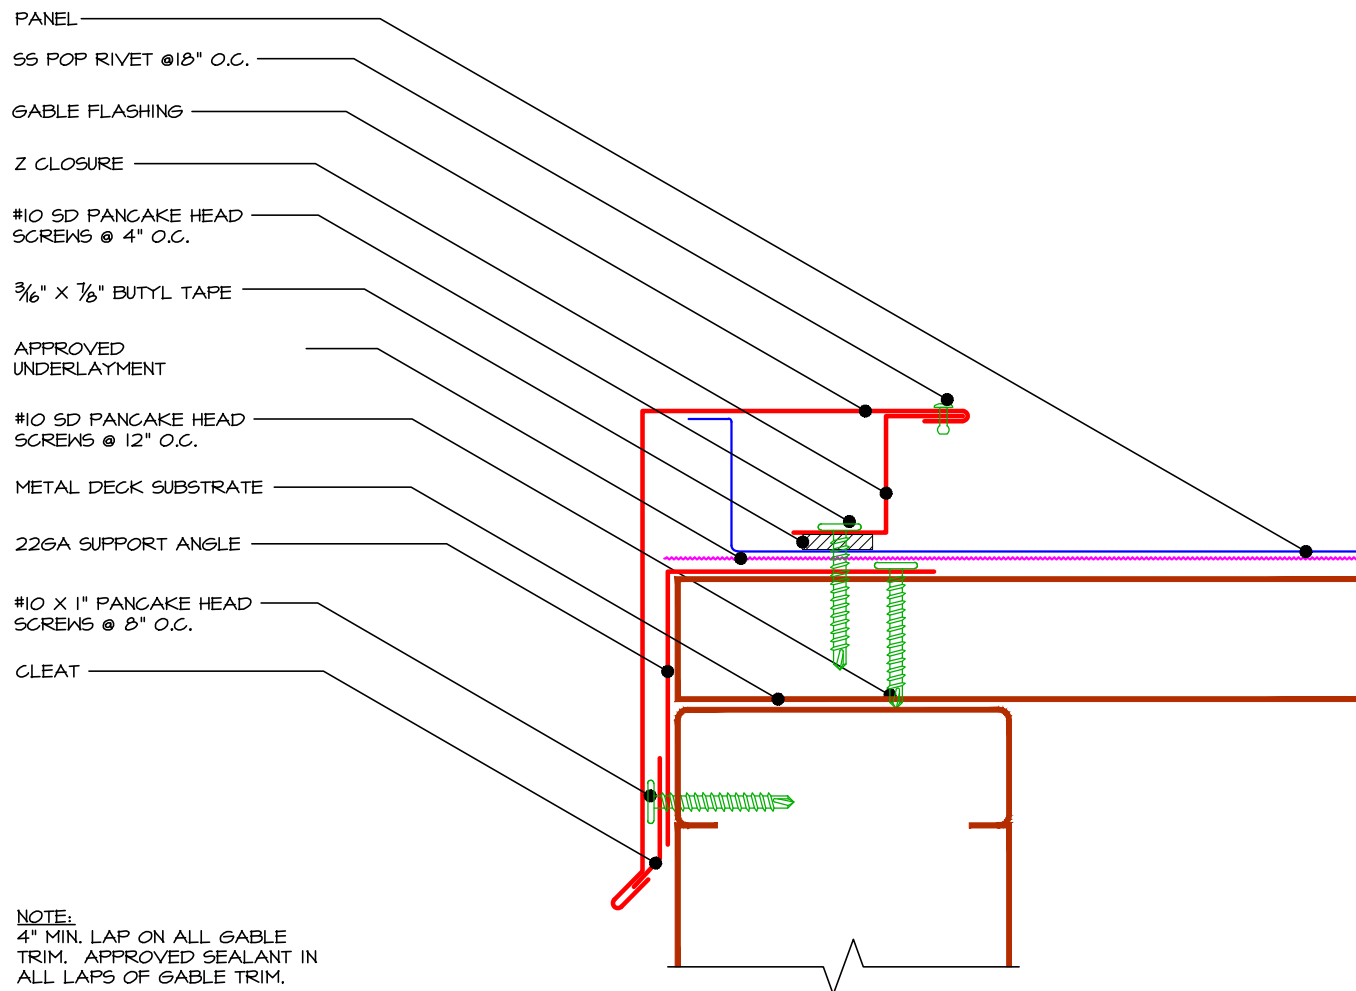 PANEL
SS POP RIVET @18" O.C.
GABLE FLASHING
Z CLOSURE
#10 SD PANCAKE HEAD
SCREWS @ 4" O.C.
3/16" X 7/8" BUTYL TAPE
APPROVED
UNDERLAYMENT
#10 SD PANCAKE HEAD
SCREWS @ 12" O.C.
METAL DECK SUBSTRATE
22GA SUPPORT ANGLE
#10 X 1" PANCAKE HEAD
SCREWS @ 8" O.C.
CLEAT
NOTE:
4" MIN. LAP ON ALL GABLE
TRIM. APPROVED SEALANT IN
ALL LAPS OF GABLE TRIM.